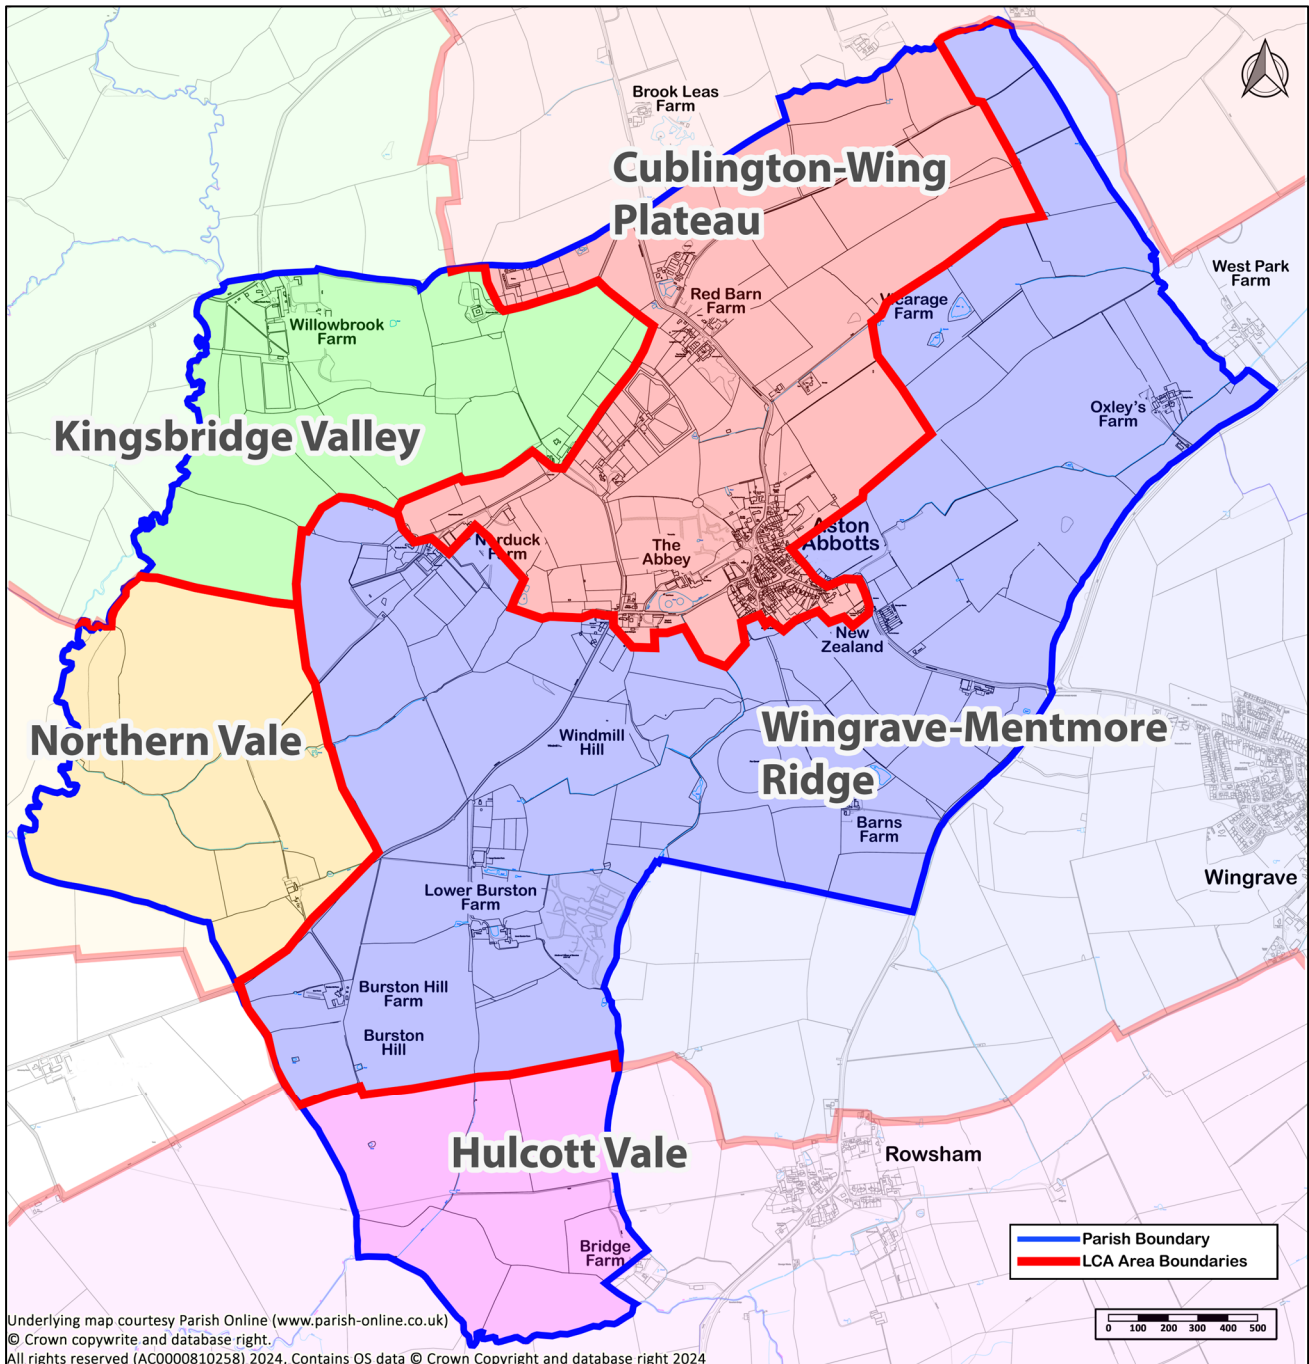 Brook Leas
Farm
Cublington-Wing
Plateau
West Park
Farm
Red Barn
Farm
Vicarage
Farm
Willowbrook
Farm
Oxley's
Farm
Kingsbridge Valley
Aston
Abbotts
Norduck
Farm
The
Abbey
New
Zealand
Northern Vale
Windmill
Hill
Wingrave-Mentmore
Ridge
Barns
Farm
Wingrave
Lower Burston
Farm
Burston Hill
Farm
Burston
Hill
Hulcott Vale
Rowsham
Bridge
Farm
Parish Boundary
LCA Area Boundaries
0 100 200 300 400 500
Underlying map courtesy Parish Online (www.parish-online.co.uk)
© Crown copywrite and database right.
All rights reserved (AC0000810258) 2024. Contains OS data © Crown Copyright and database right 2024